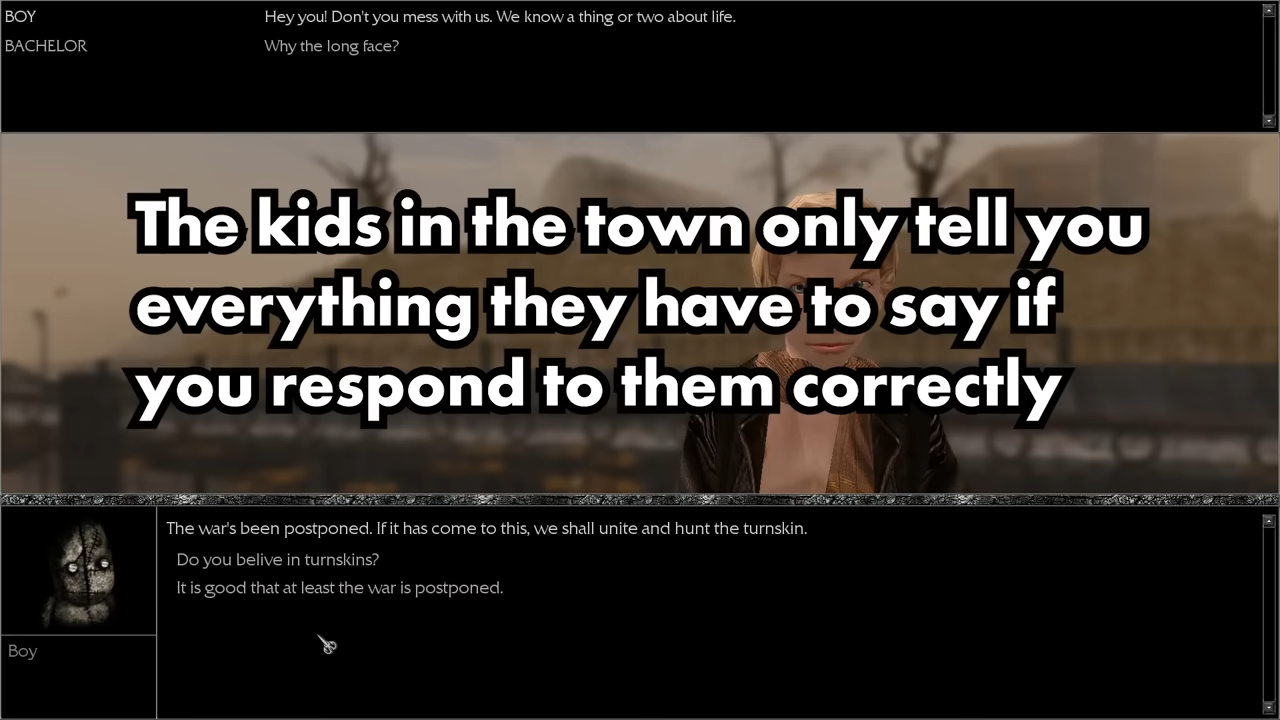 BOY Hey you! Don't you mess with us. We know a thing or two about life.
BACHELOR Why the long face?
The kids in the town only tell you
everything they have to say if
you respond to them correctly
The war's been postponed. If it has come to this, we shall unite and hunt the turnskin.
Do you belive in turnskins?
It is good that at least the war is postponed.
Boy